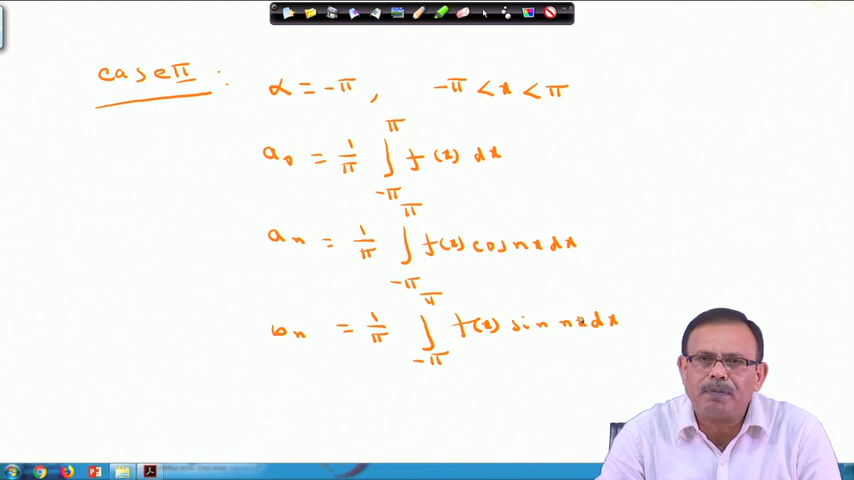 case II : α = -π, -π < x < π
a₀ = 1/π ∫_{-π}^{π} f(x) dx
aₙ = 1/π ∫_{-π}^{π} f(x) cos nx dx
bₙ = 1/π ∫_{-π}^{π} f(x) sin nx dx